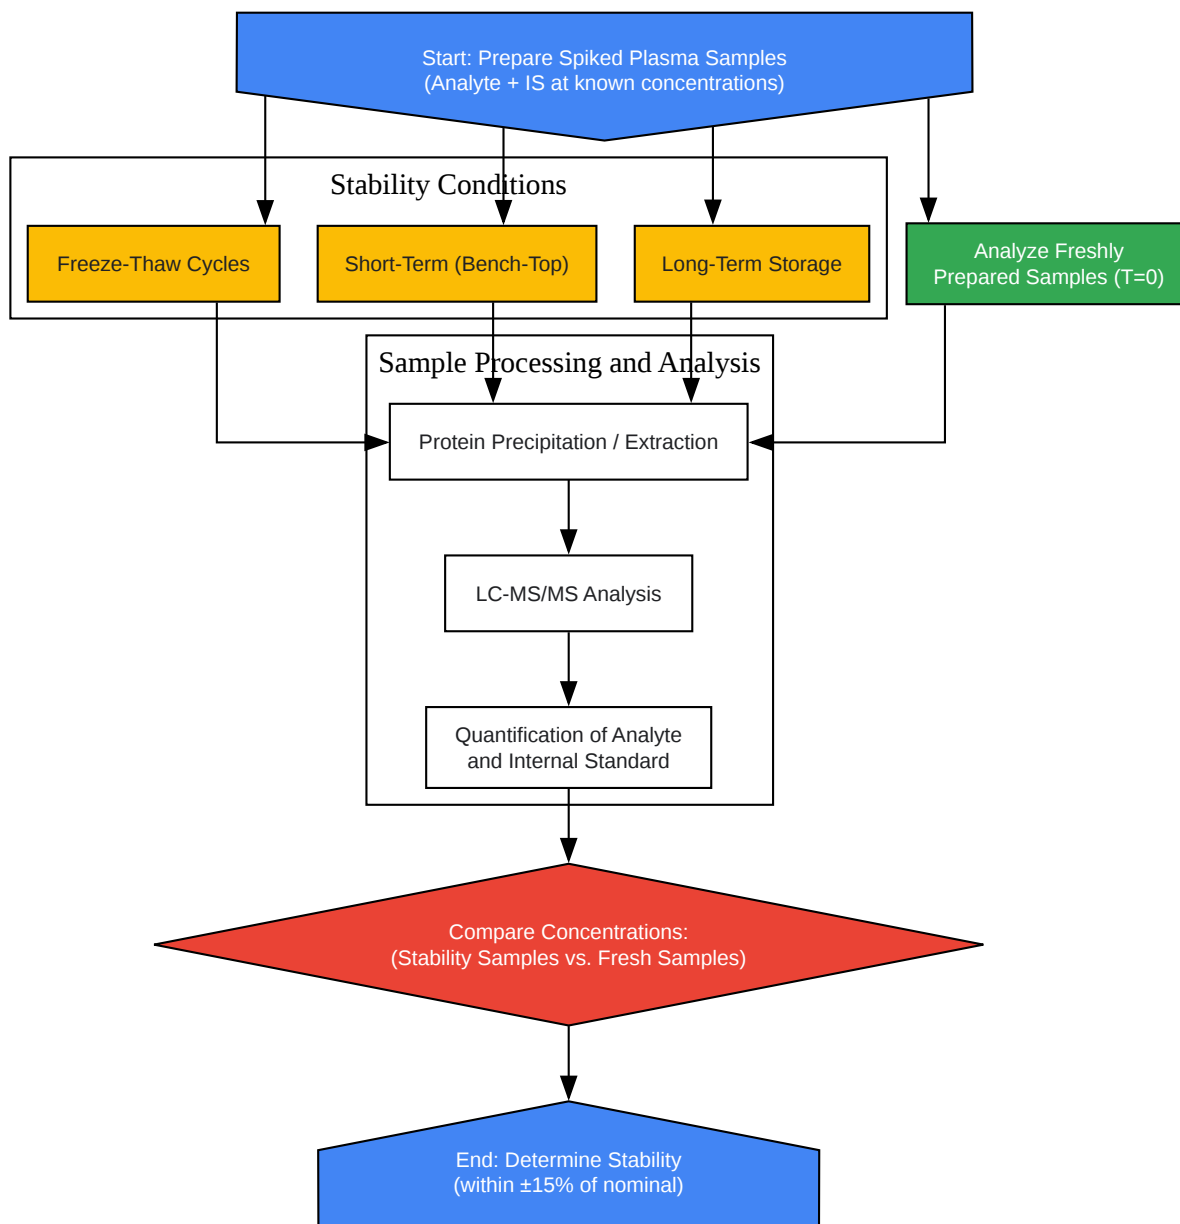 Start: Prepare Spiked Plasma Samples
(Analyte + IS at known concentrations)
Stability Conditions
Freeze-Thaw Cycles
Short-Term (Bench-Top)
Long-Term Storage
Analyze Freshly
Prepared Samples (T=0)
Sample Processing and Analysis
Protein Precipitation / Extraction
LC-MS/MS Analysis
Quantification of Analyte
and Internal Standard
Compare Concentrations:
(Stability Samples vs. Fresh Samples)
End: Determine Stability
(within ±15% of nominal)